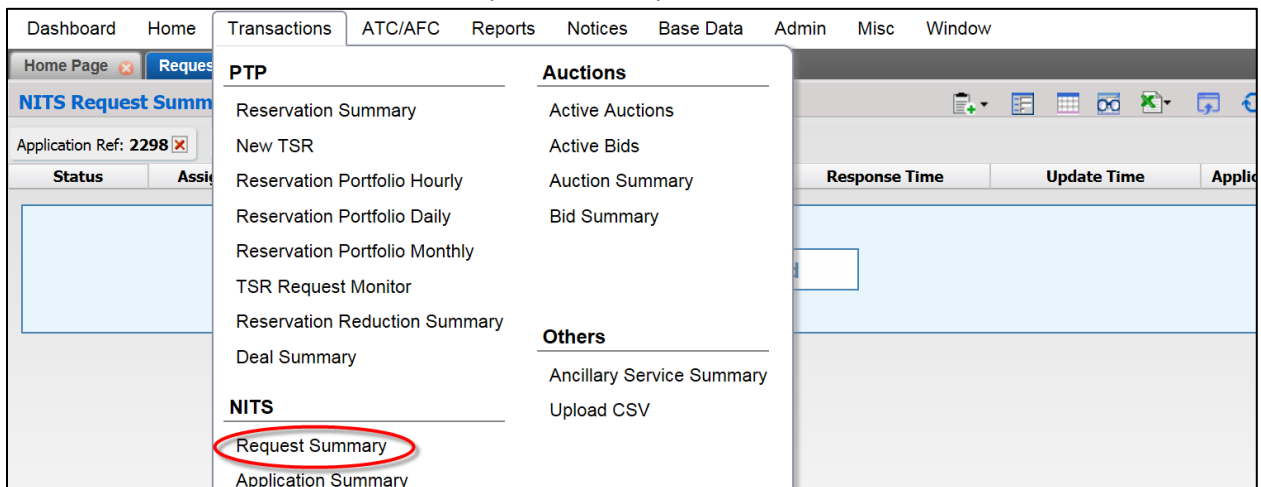 Dashboard Home Transactions ATC/AFC Reports Notices Base Data Admin Misc Window
Home Page
NITS Request
Application Ref: 2298
Status Response Time Update Time
PTP
Reservation Summary
New TSR
Reservation Portfolio Hourly
Reservation Portfolio Daily
Reservation Portfolio Monthly
TSR Request Monitor
Reservation Reduction Summary
Deal Summary
NITS
Request Summary
Application Summary
Auctions
Active Auctions
Active Bids
Auction Summary
Bid Summary
Others
Ancillary Service Summary
Upload CSV